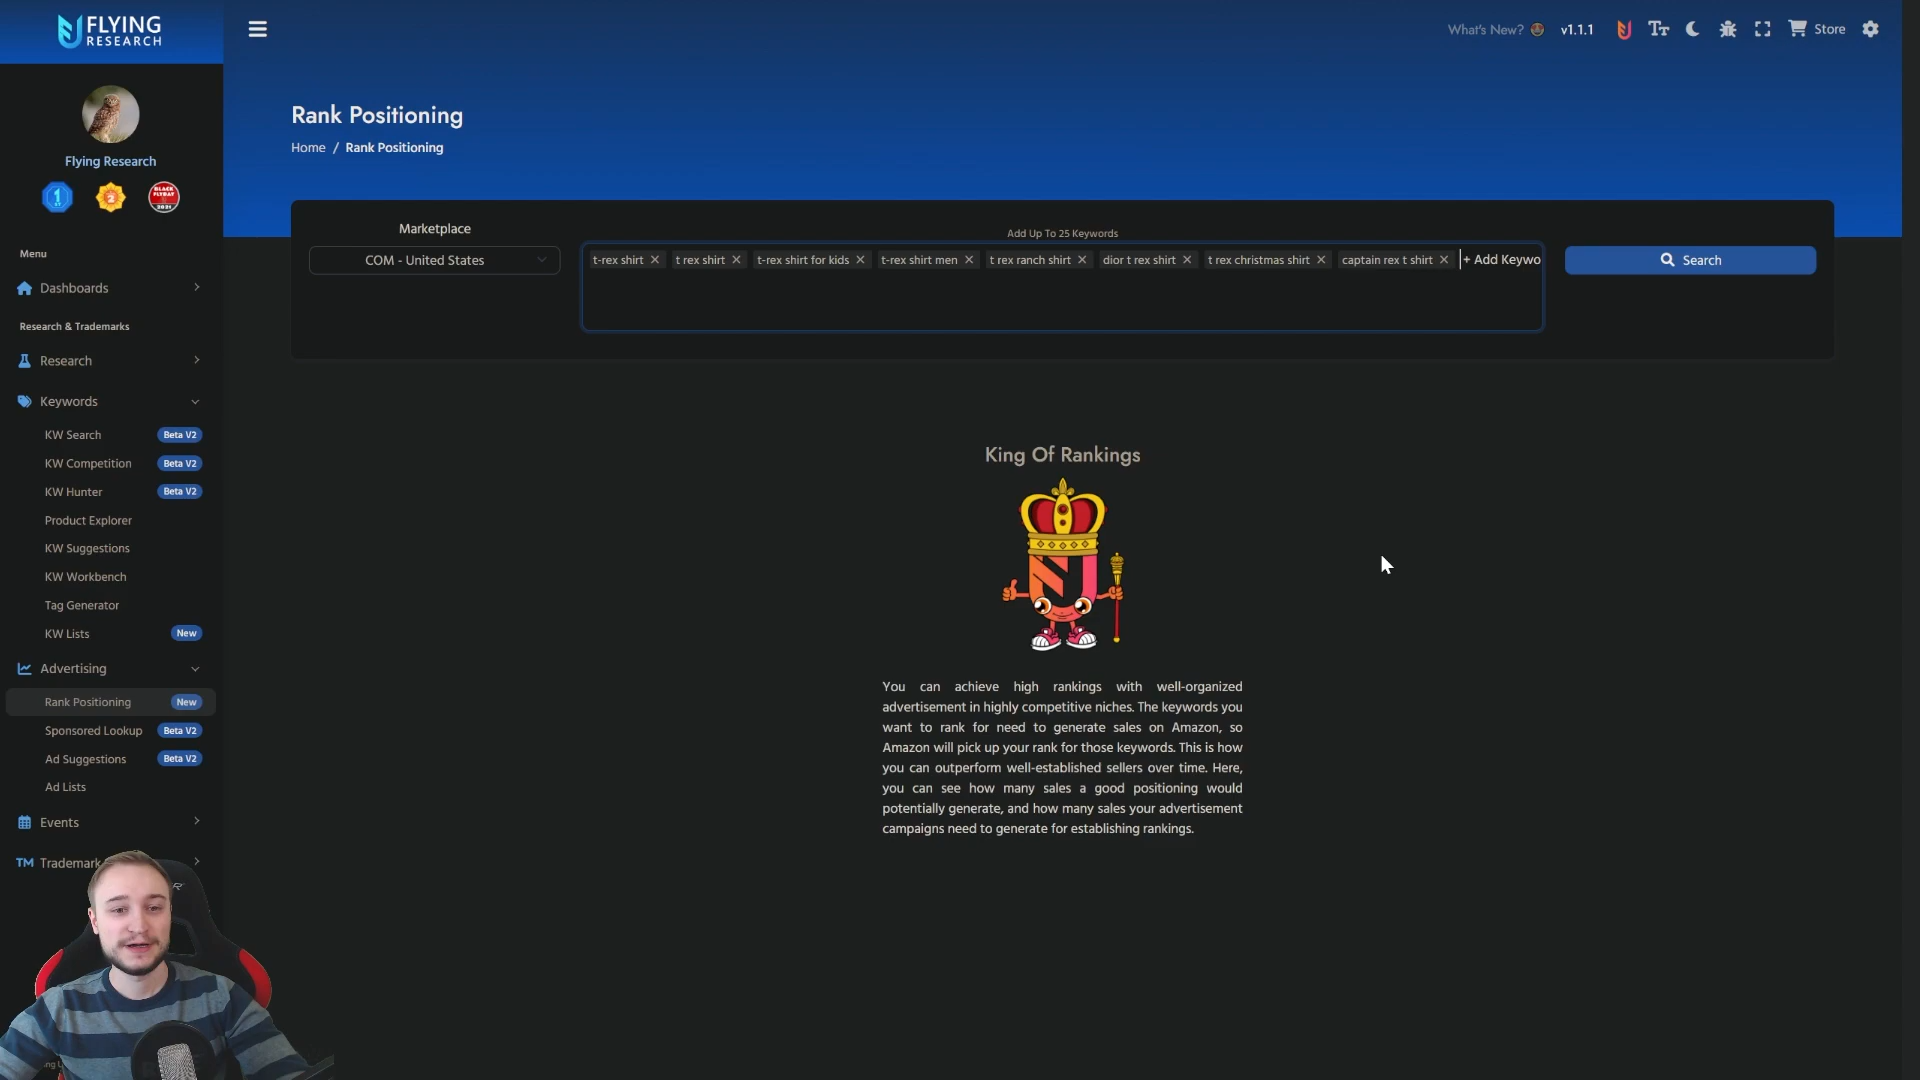 FLYING
RESEARCH
What's New?
v1.1.1
Store
Flying Research
1
ST
2
BLACK
FLYDAY
2021
Menu
Dashboards
Research & Trademarks
Research
Keywords
KW Search Beta V2
KW Competition Beta V2
KW Hunter Beta V2
Product Explorer
KW Suggestions
KW Workbench
Tag Generator
KW Lists New
Advertising
Rank Positioning New
Sponsored Lookup Beta V2
Ad Suggestions Beta V2
Ad Lists
Events
TM Trademark
Rank Positioning
Home / Rank Positioning
Marketplace
COM - United States
Add Up To 25 Keywords
t-rex shirt × t rex shirt × t-rex shirt for kids × t-rex shirt men × t rex ranch shirt × dior t rex shirt × t rex christmas shirt × captain rex t shirt × + Add Keywo
Search
King Of Rankings
You can achieve high rankings with well-organized
advertisement in highly competitive niches. The keywords you
want to rank for need to generate sales on Amazon, so
Amazon will pick up your rank for those keywords. This is how
you can outperform well-established sellers over time. Here,
you can see how many sales a good positioning would
potentially generate, and how many sales your advertisement
campaigns need to generate for establishing rankings.